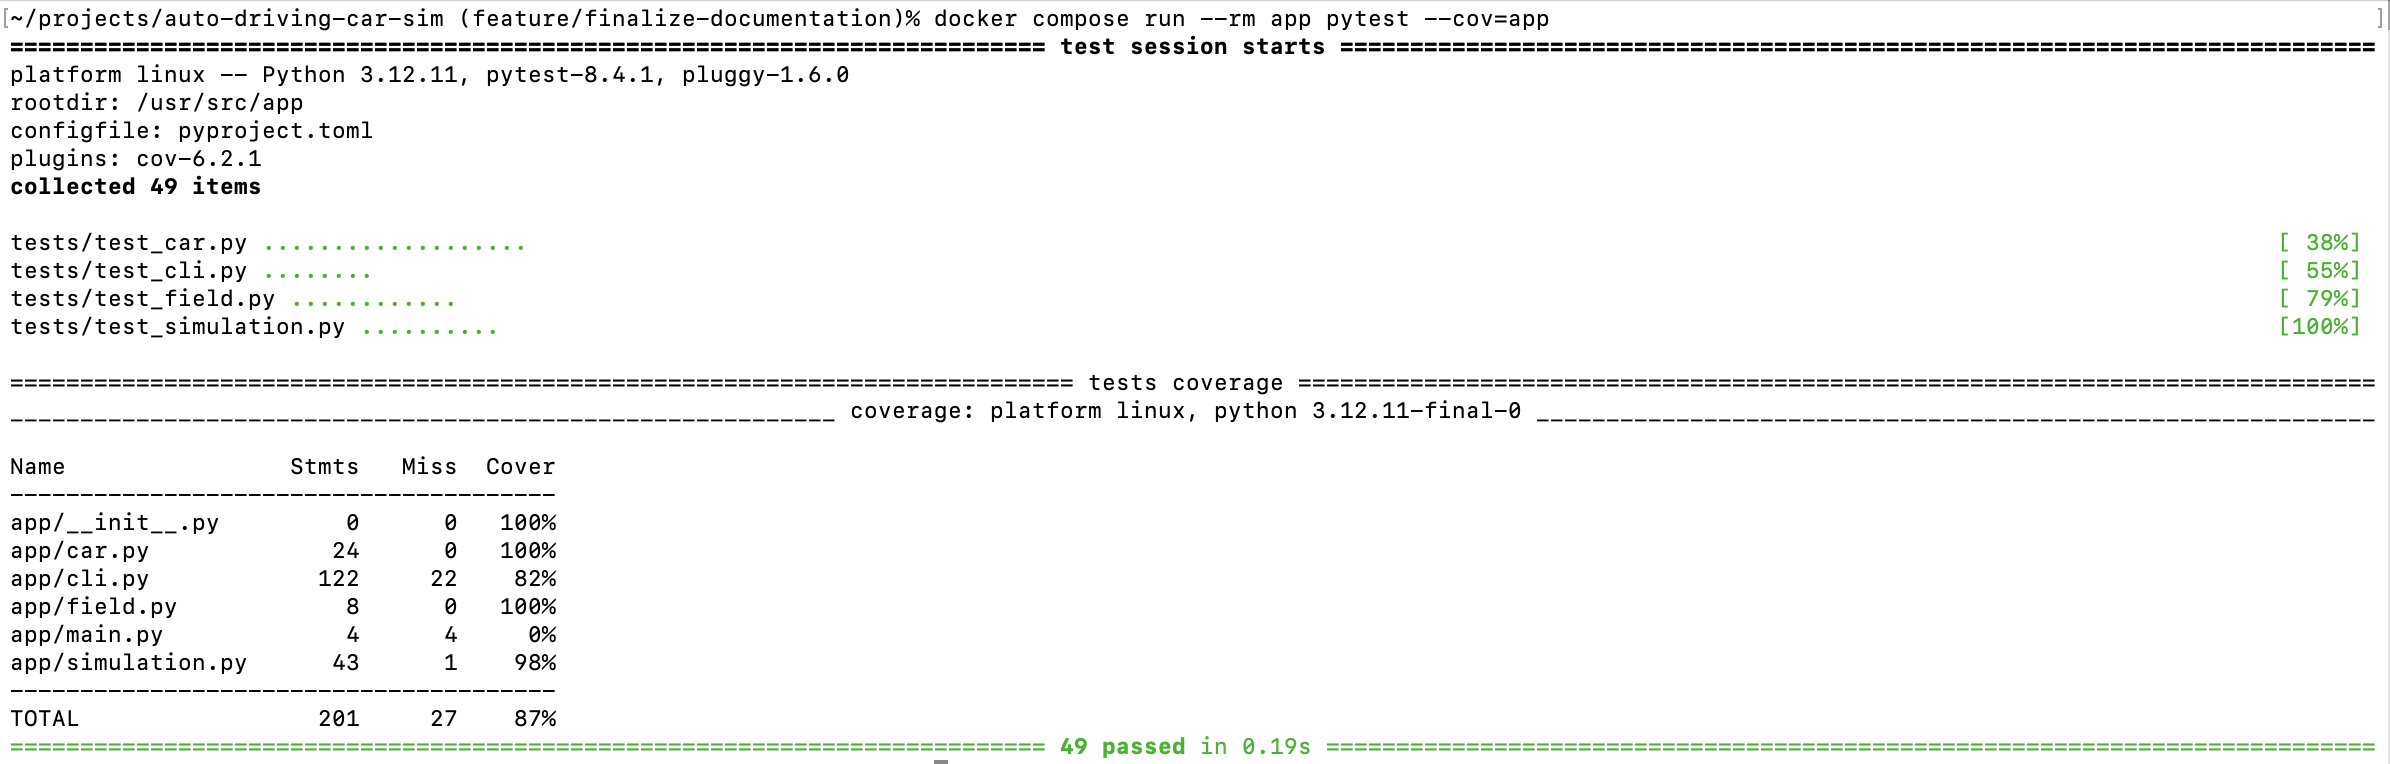 [~/projects/auto-driving-car-sim (feature/finalize-documentation)% docker compose run --rm app pytest --cov=app ]
=========================================================================== test session starts ===========================================================================
platform linux -- Python 3.12.11, pytest-8.4.1, pluggy-1.6.0
rootdir: /usr/src/app
configfile: pyproject.toml
plugins: cov-6.2.1
collected 49 items

tests/test_car.py ................... [ 38%]
tests/test_cli.py ........ [ 55%]
tests/test_field.py ............ [ 79%]
tests/test_simulation.py .......... [100%]

============================================================================= tests coverage ==============================================================================
____________________________________________________________ coverage: platform linux, python 3.12.11-final-0 _____________________________________________________________

Name                Stmts   Miss  Cover
---------------------------------------
app/__init__.py         0      0   100%
app/car.py             24      0   100%
app/cli.py            122     22    82%
app/field.py            8      0   100%
app/main.py             4      4     0%
app/simulation.py      43      1    98%
---------------------------------------
TOTAL                 201     27    87%
=========================================================================== 49 passed in 0.19s ============================================================================